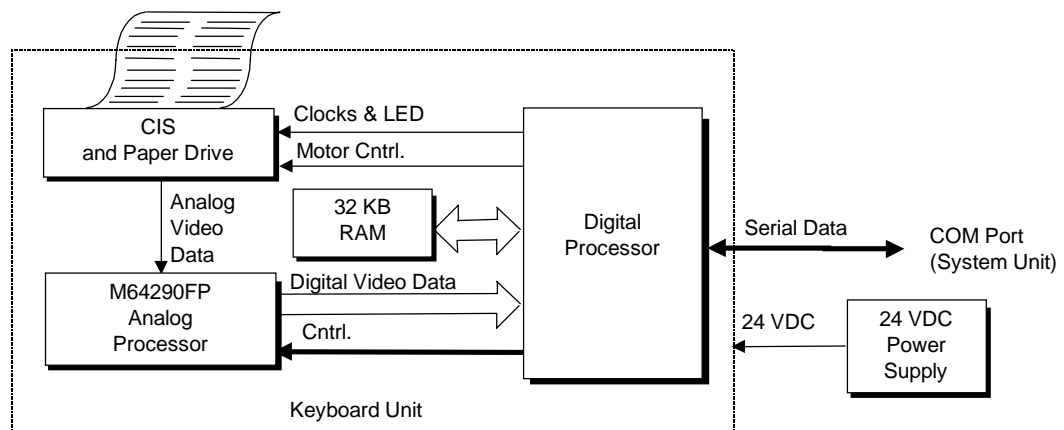 CIS
and Paper Drive
Clocks & LED
Motor Cntrl.
Analog
Video
Data
32 KB
RAM
Digital
Processor
Serial Data
COM Port
(System Unit)
M64290FP
Analog
Processor
Digital Video Data
Cntrl.
24 VDC
24 VDC
Power
Supply
Keyboard Unit